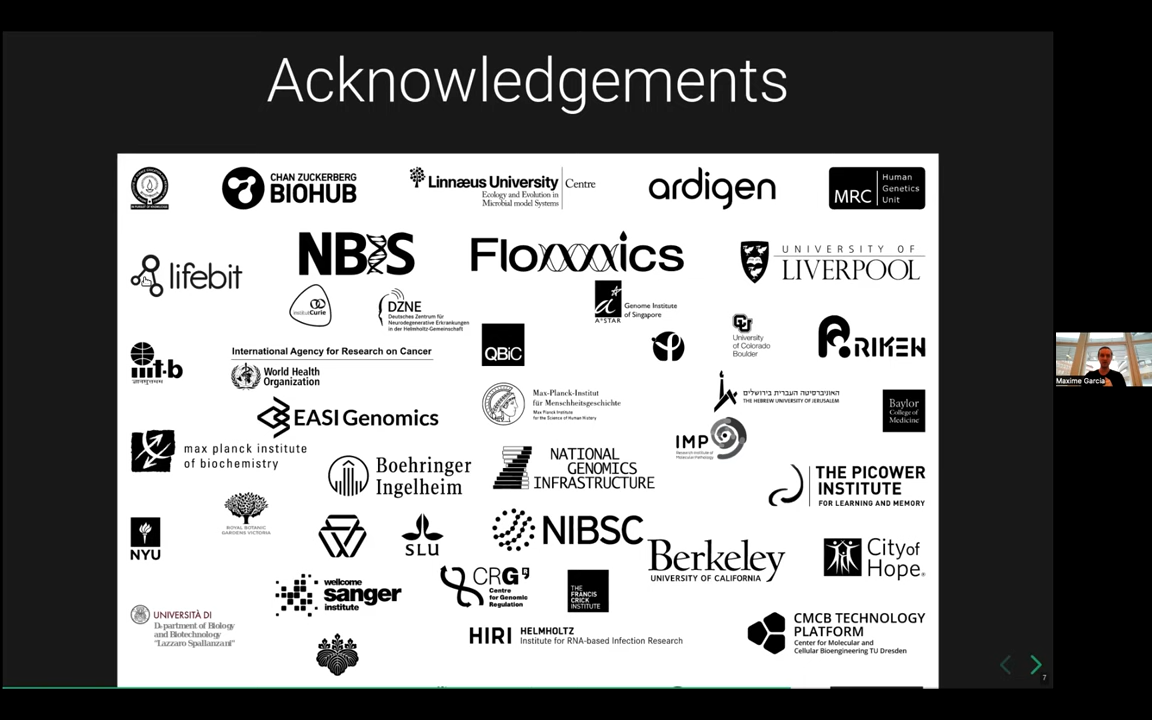 Acknowledgements
CHAN ZUCKERBERG
BIOHUB
Linnæus University Centre
Ecology and Evolution in
Microbial model Systems
ardigen
MRC Human
Genetics
Unit
lifebit
NBIS
Flomics
UNIVERSITY OF
LIVERPOOL
institutCurie
DZNE
Deutsches Zentrum für
Neurodegenerative Erkrankungen
in der Helmholtz-Gemeinschaft
A*STAR
Genome Institute
of Singapore
iiit-b
ज्ञानमुत्तमम्
International Agency for Research on Cancer
World Health
Organization
QBiC
University
of Colorado
Boulder
RIKEN
EASI Genomics
Max-Planck-Institut
für Menschheitsgeschichte
Max Planck Institute
for the Science of Human History
האוניברסיטה העברית בירושלים
THE HEBREW UNIVERSITY OF JERUSALEM
Baylor
College of
Medicine
max planck institute
of biochemistry
Boehringer
Ingelheim
NATIONAL
GENOMICS
INFRASTRUCTURE
IMP
Research Institute of
Molecular Pathology
THE PICOWER
INSTITUTE
FOR LEARNING AND MEMORY
NYU
ROYAL BOTANIC
GARDENS VICTORIA
SLU
NIBSC
Berkeley
UNIVERSITY OF CALIFORNIA
City of
Hope®
wellcome
sanger
institute
CRG
Centre
for Genomic
Regulation
THE
FRANCIS
CRICK
INSTITUTE
UNIVERSITÀ DI
Department of Biology
and Biotechnology
"Lazzaro Spallanzani"
HIRI HELMHOLTZ
Institute for RNA-based Infection Research
CMCB TECHNOLOGY
PLATFORM
Center for Molecular and
Cellular Bioengineering TU Dresden
7
Maxime Garcia